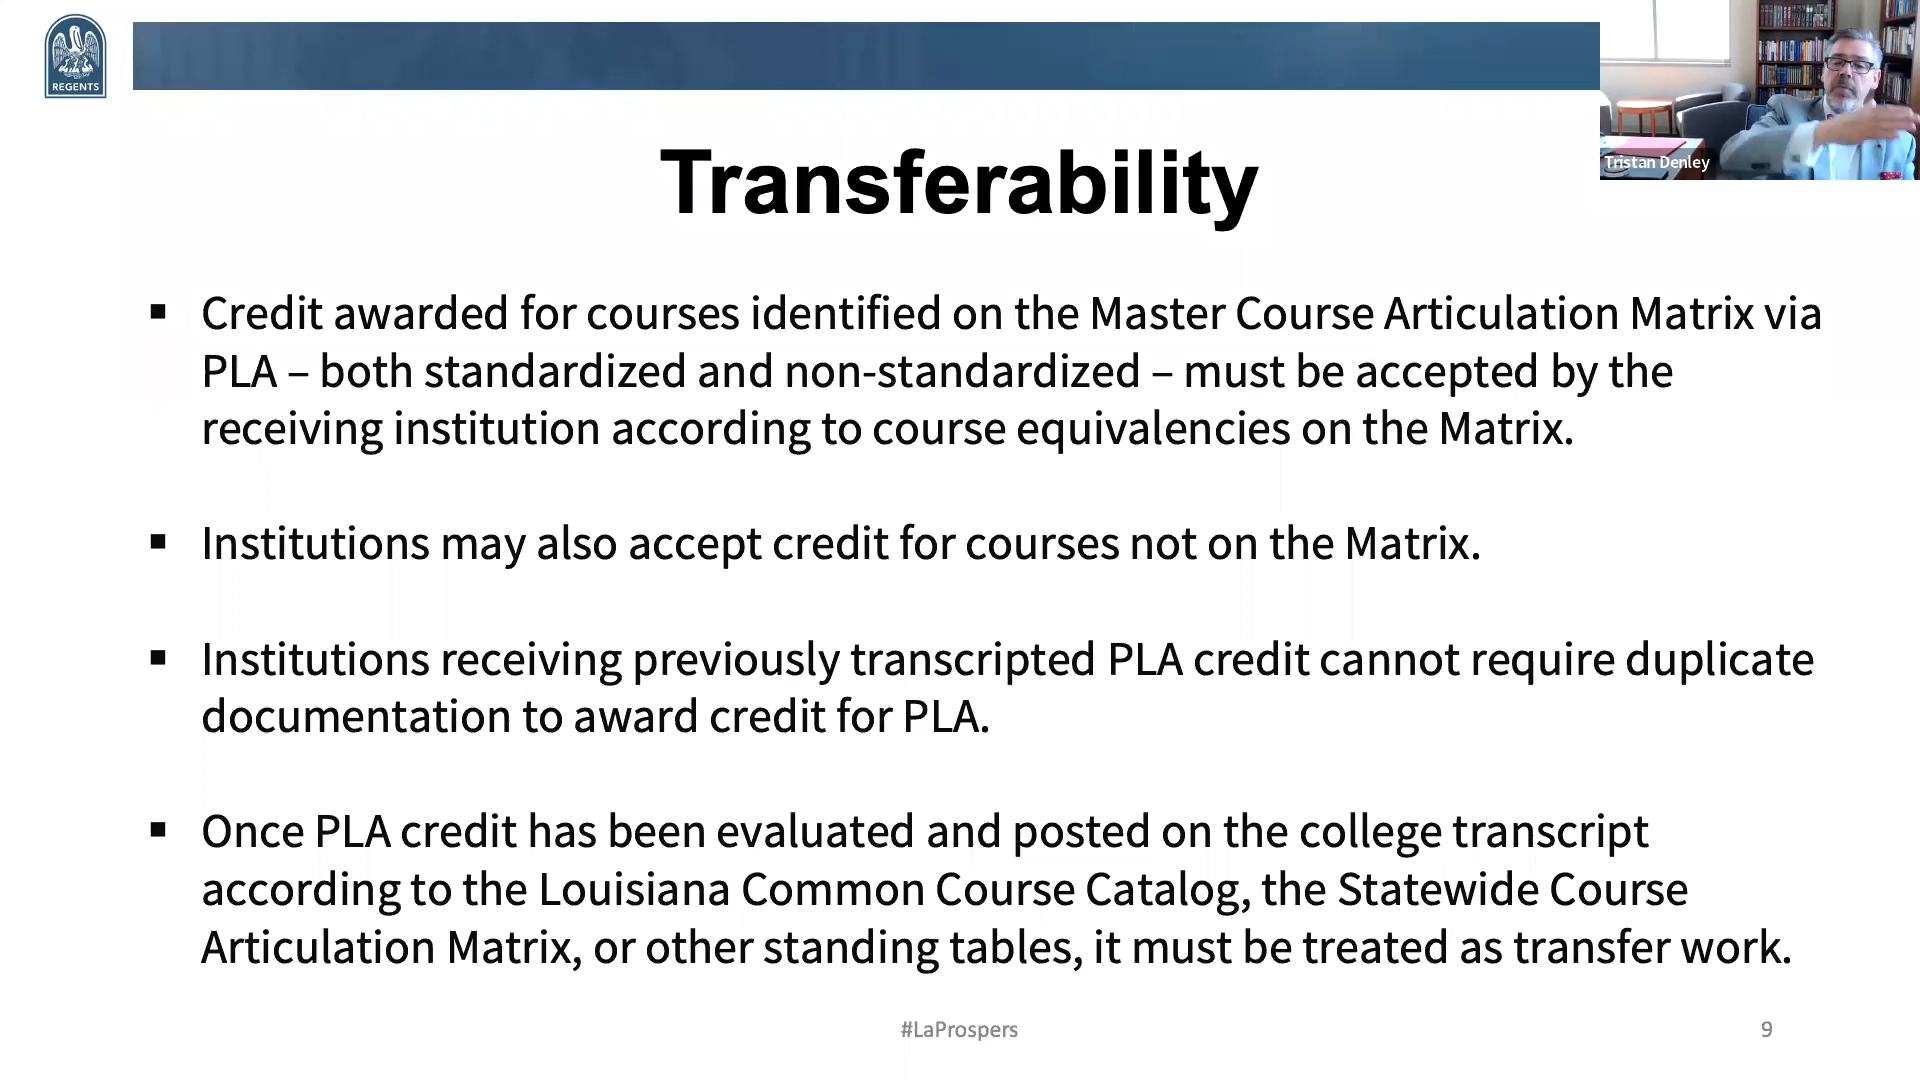 REGENTS
Tristan Denley
Transferability
▪ Credit awarded for courses identified on the Master Course Articulation Matrix via
PLA – both standardized and non-standardized – must be accepted by the
receiving institution according to course equivalencies on the Matrix.
▪ Institutions may also accept credit for courses not on the Matrix.
▪ Institutions receiving previously transcripted PLA credit cannot require duplicate
documentation to award credit for PLA.
▪ Once PLA credit has been evaluated and posted on the college transcript
according to the Louisiana Common Course Catalog, the Statewide Course
Articulation Matrix, or other standing tables, it must be treated as transfer work.
#LaProspers
9